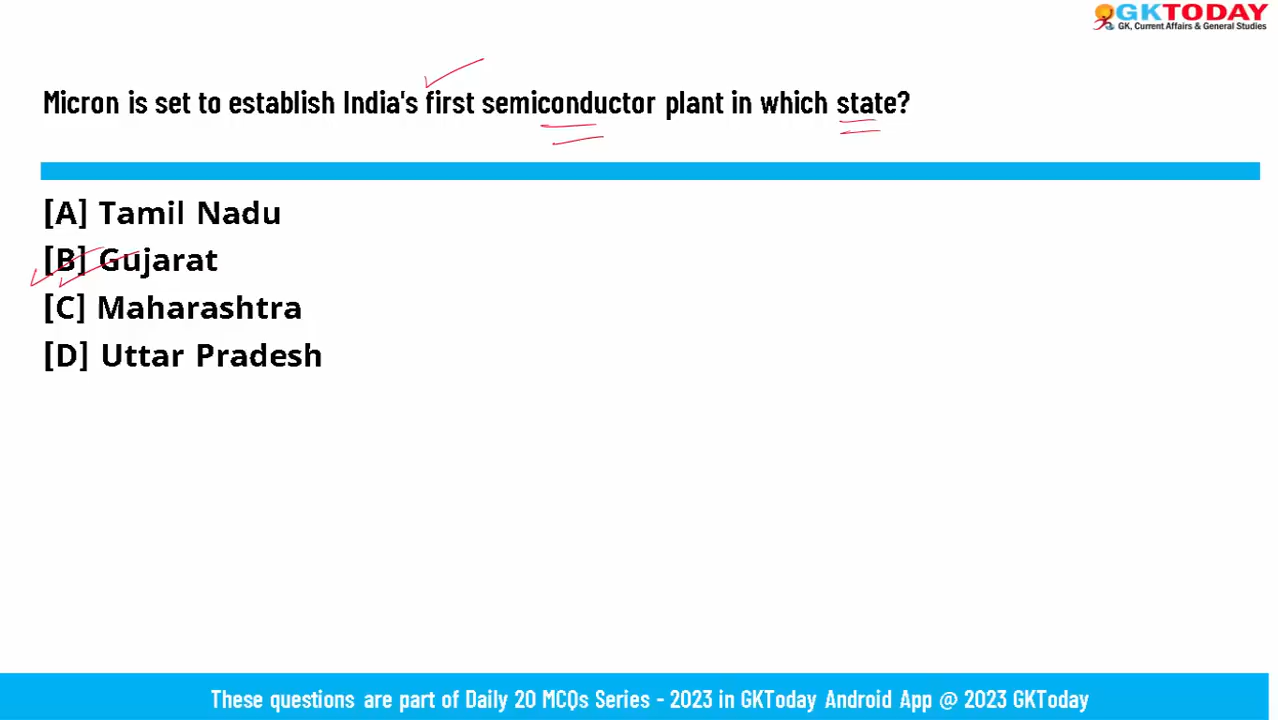 GKTODAY
GK, Current Affairs & General Studies
Micron is set to establish India's first semiconductor plant in which state?
[A] Tamil Nadu
[B] Gujarat
[C] Maharashtra
[D] Uttar Pradesh
These questions are part of Daily 20 MCQs Series - 2023 in GKToday Android App @ 2023 GKToday